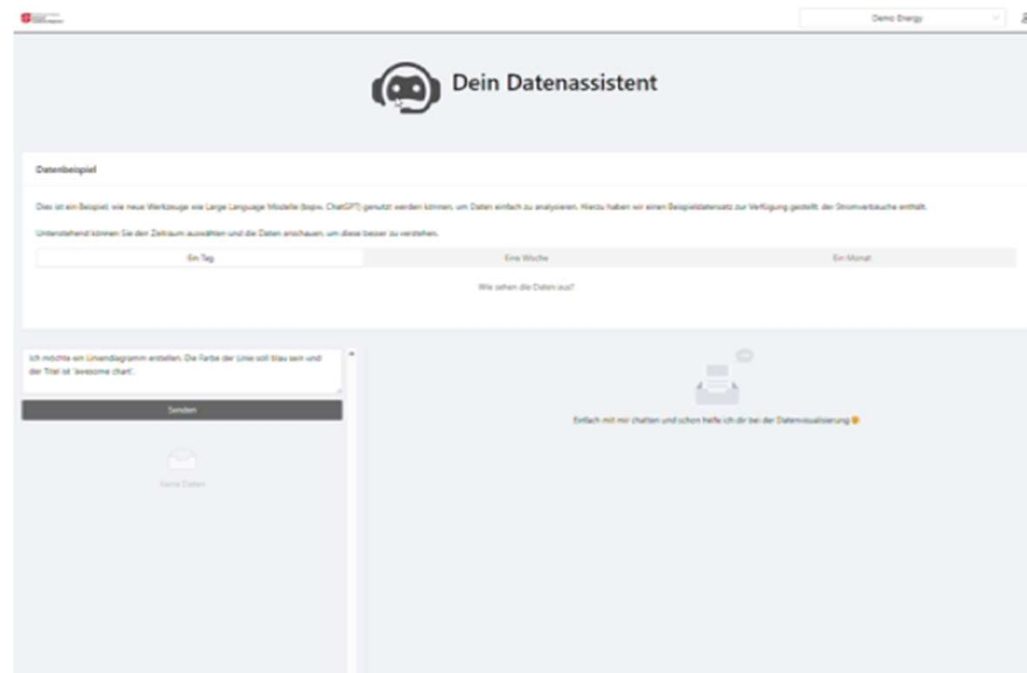 Demo Energy
Dein Datenassistent
Datenbeispiel
Dies ist ein Beispiel, wie neue Werkzeuge wie Large Language Modelle (bspw. ChatGPT) genutzt werden können, um Daten einfach zu analysieren. Hierzu haben wir einen Beispieldatensatz zur Verfügung gestellt, der Stromverbäuche enthält.
Untenstehend können Sie den Zeitraum auswählen und die Daten anschauen, um diese besser zu verstehen.
Ein Tag
Eine Woche
Ein Monat
Wie sehen die Daten aus?
Ich möchte ein Liniendiagramm erstellen. Die Farbe der Linie soll blau sein und
der Titel ist 'awesome chart'.
Senden
Keine Daten
Einfach mit mir chatten und schon helfe ich dir bei der Datenvisualisierung